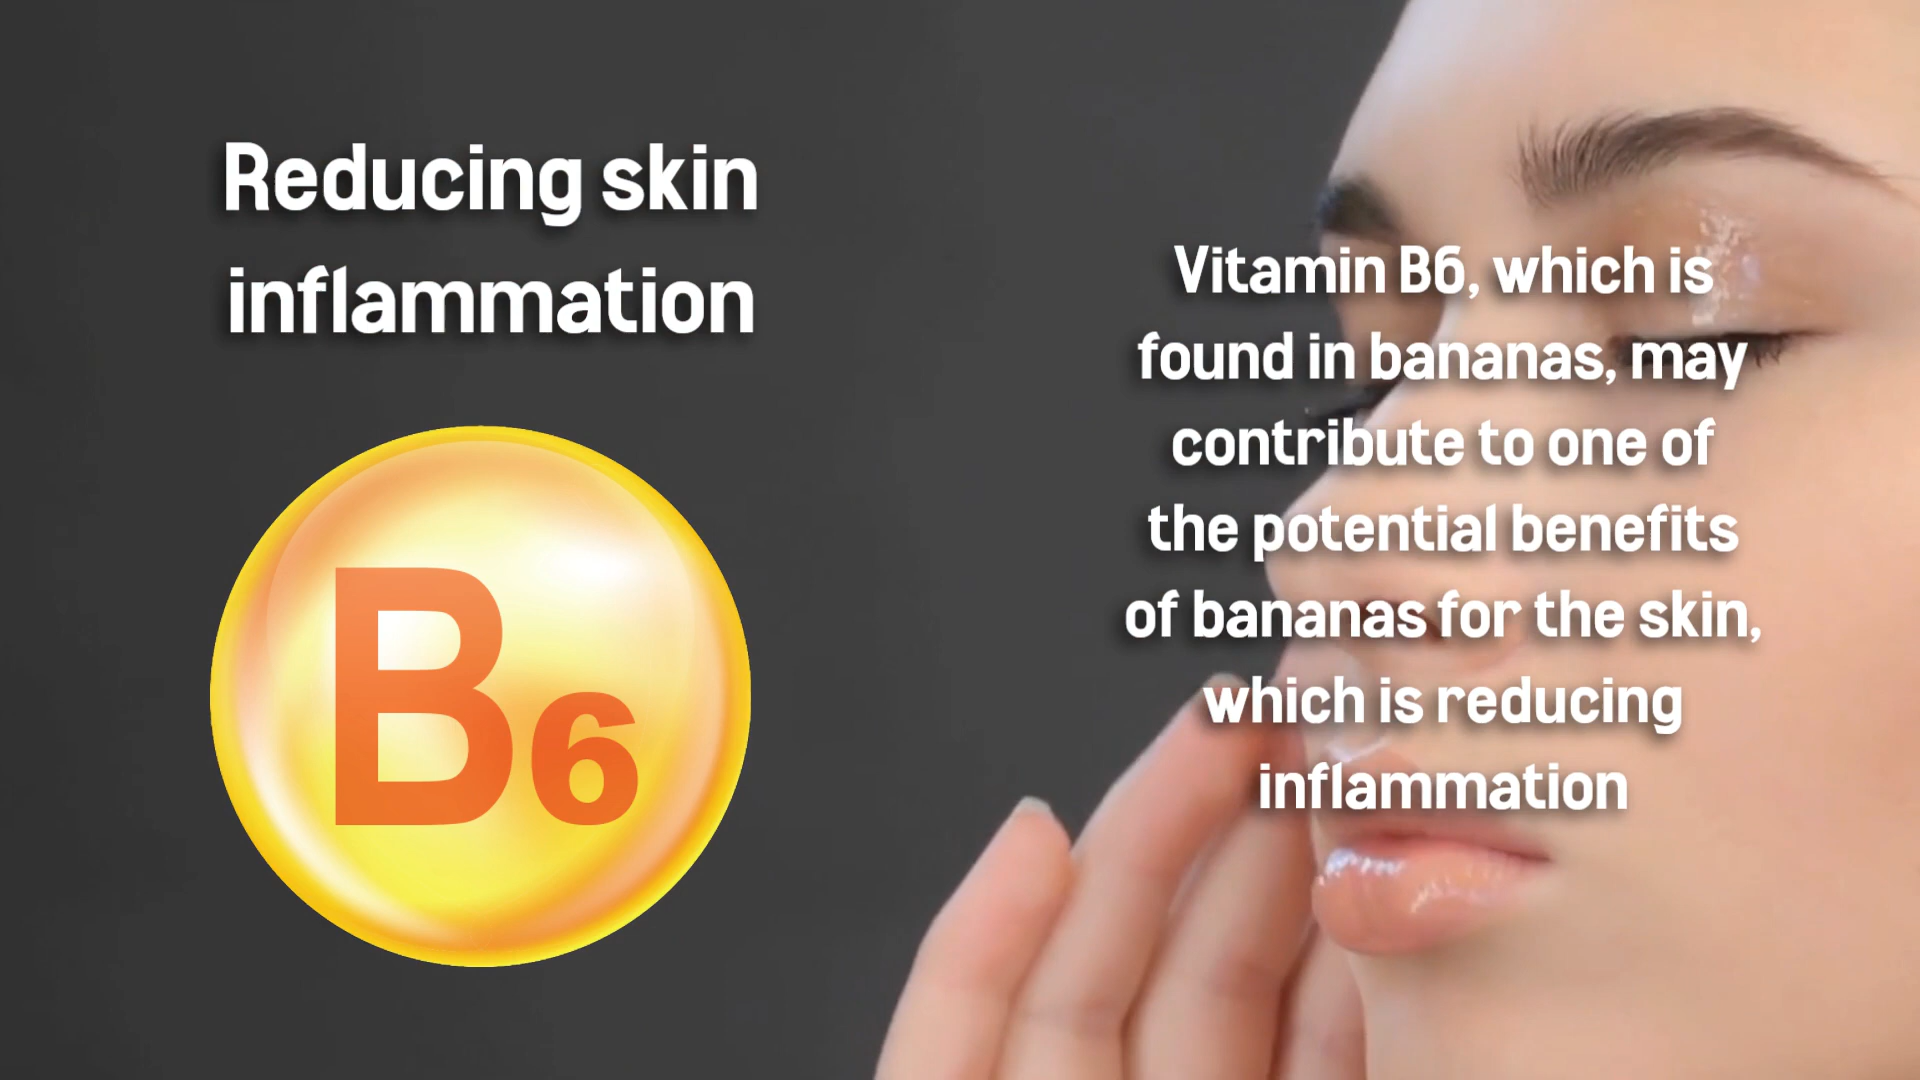 Reducing skin
inflammation
B6
Vitamin B6, which is
found in bananas, may
contribute to one of
the potential benefits
of bananas for the skin,
which is reducing
inflammation